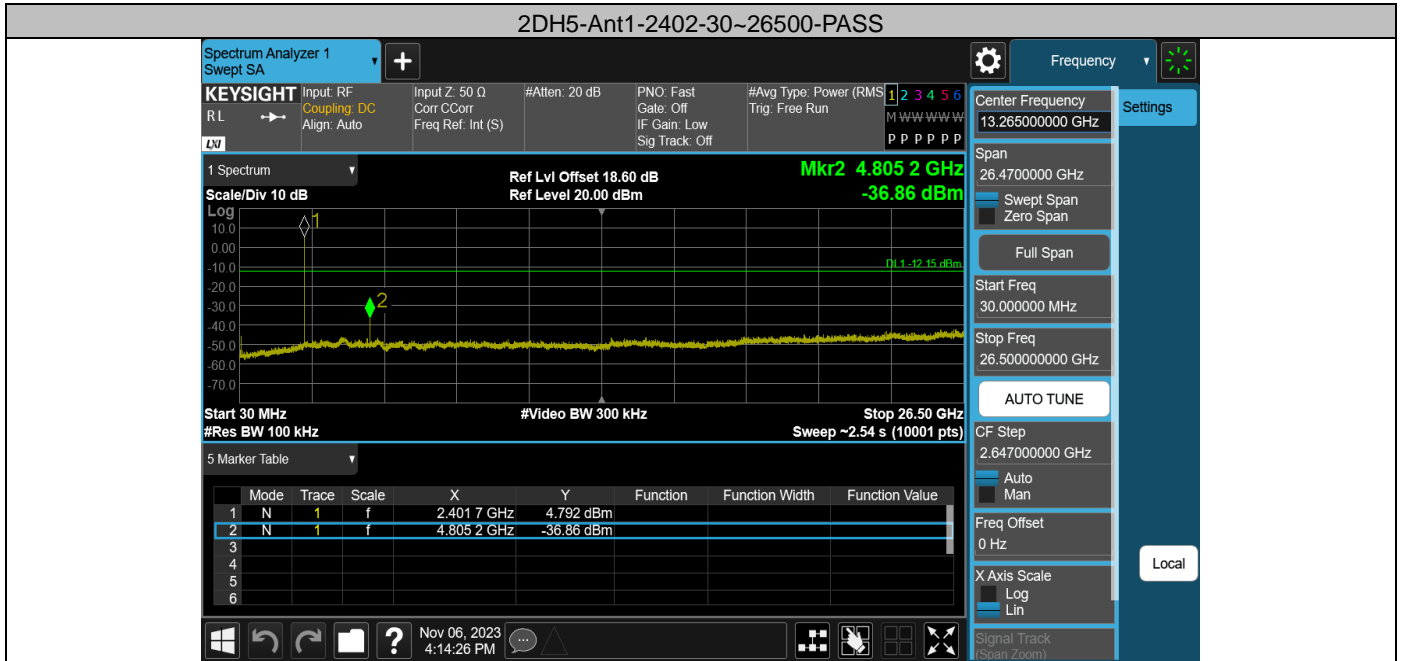 2DH5-Ant1-2402-30~26500-PASS
Spectrum Analyzer 1
Swept SA
Frequency
KEYSIGHT
RL
LXI
Input: RF
Coupling: DC
Align: Auto
Input Z: 50 Ω
Corr CCorr
Freq Ref: Int (S)
#Atten: 20 dB
PNO: Fast
Gate: Off
IF Gain: Low
Sig Track: Off
#Avg Type: Power (RMS
Trig: Free Run
1 2 3 4 5 6
M W W W W W
P P P P P P
1 Spectrum
Scale/Div 10 dB
Ref Lvl Offset 18.60 dB
Ref Level 20.00 dBm
Mkr2 4.805 2 GHz
-36.86 dBm
Log
10.0
0.00
-10.0
-20.0
-30.0
-40.0
-50.0
-60.0
-70.0
1
2
DL1 -12.15 dBm
Start 30 MHz
#Res BW 100 kHz
#Video BW 300 kHz
Stop 26.50 GHz
Sweep ~2.54 s (10001 pts)
5 Marker Table
Mode Trace Scale X Y Function Function Width Function Value
1 N 1 f 2.401 7 GHz 4.792 dBm
2 N 1 f 4.805 2 GHz -36.86 dBm
3
4
5
6
Center Frequency
13.265000000 GHz
Settings
Span
26.4700000 GHz
Swept Span
Zero Span
Full Span
Start Freq
30.000000 MHz
Stop Freq
26.500000000 GHz
AUTO TUNE
CF Step
2.647000000 GHz
Auto
Man
Freq Offset
0 Hz
X Axis Scale
Log
Lin
Signal Track
(Span Zoom)
Local
?
Nov 06, 2023
4:14:26 PM